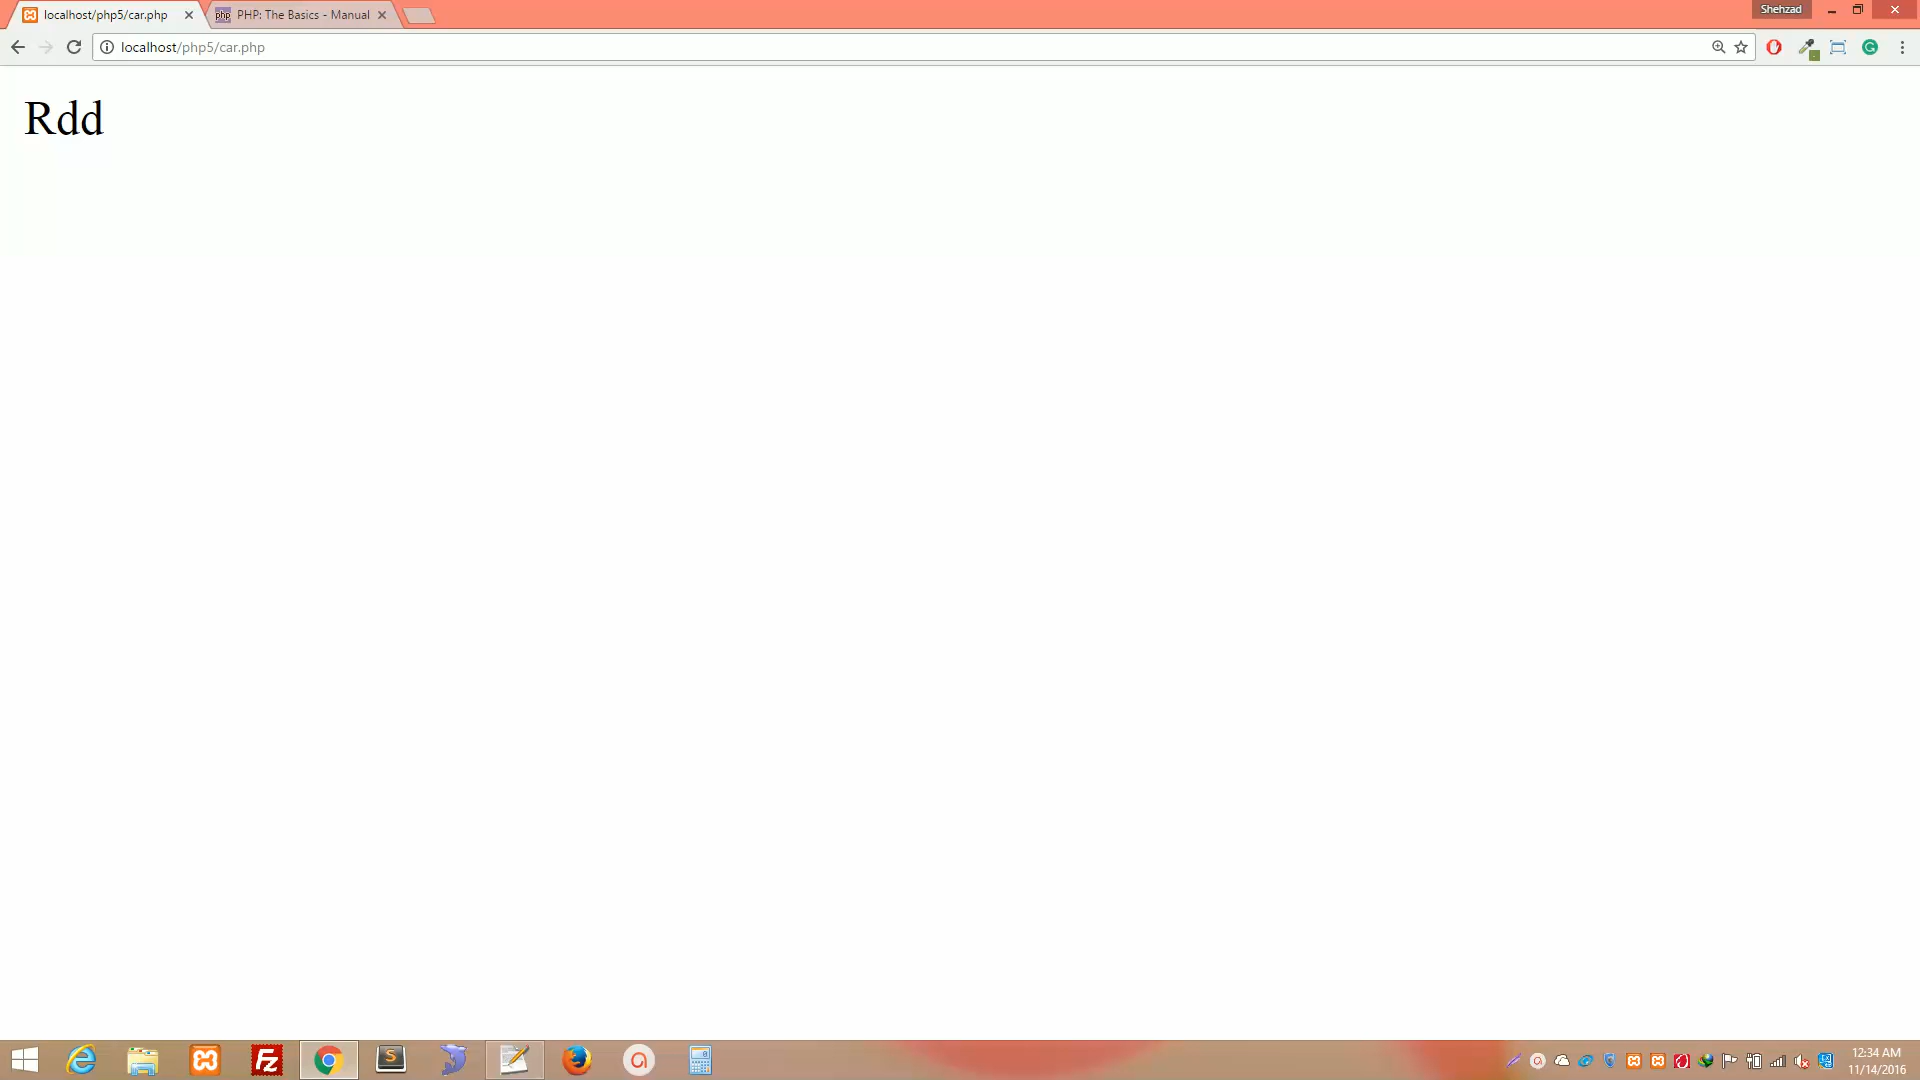 localhost/php5/car.php
php PHP: The Basics - Manual
Shehzad
localhost/php5/car.php
Rdd
12:34 AM
11/14/2016